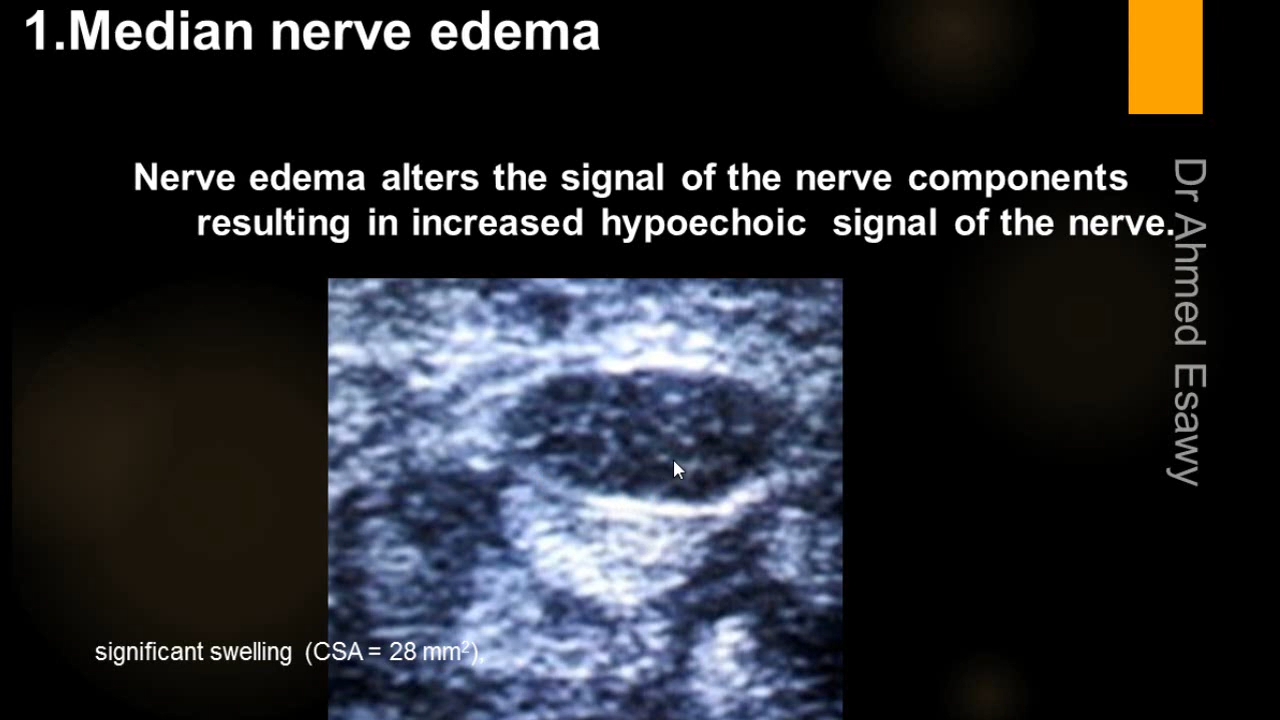 1.Median nerve edema
Nerve edema alters the signal of the nerve components
resulting in increased hypoechoic signal of the nerve.
Dr Ahmed Esawy
significant swelling (CSA = 28 mm²),